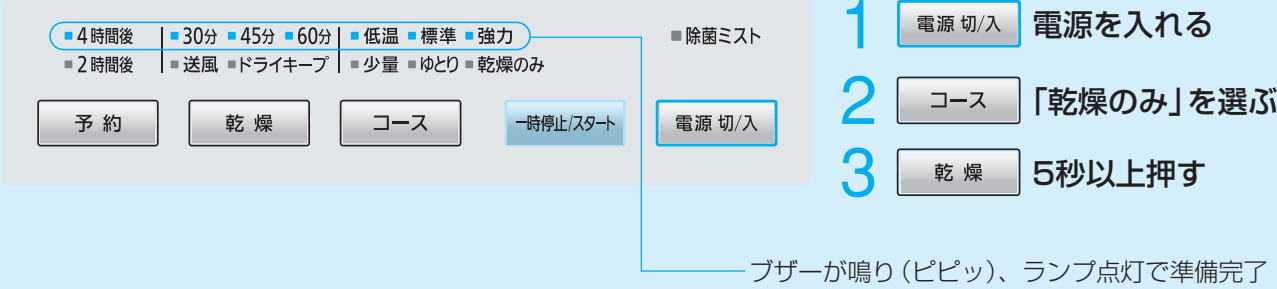 ■4時間後 ■30分 ■45分 ■60分 ■低温 ■標準 ■強力 ■除菌ミスト
■2時間後 ■送風 ■ドライキープ ■少量 ■ゆとり ■乾燥のみ
予約 乾燥 コース 一時停止/スタート 電源 切/入
1 電源 切/入 電源を入れる
2 コース 「乾燥のみ」を選ぶ
3 乾燥 5秒以上押す
ブザーが鳴り(ピピッ)、ランプ点灯で準備完了